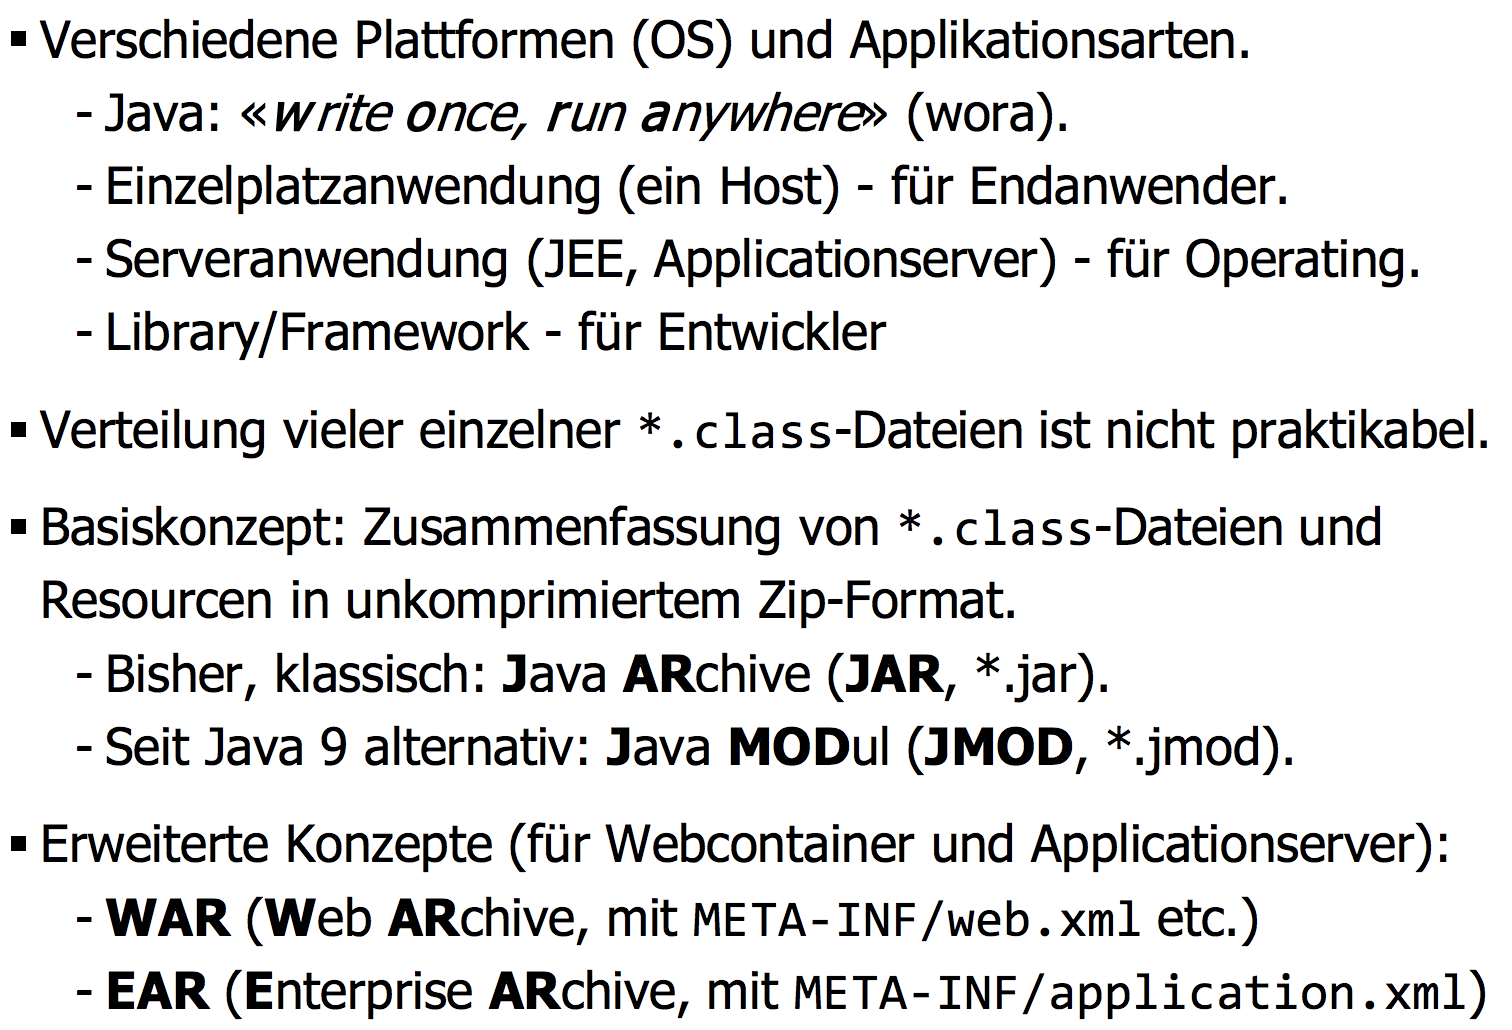 ▪ Verschiedene Plattformen (OS) und Applikationsarten.
- Java: «write once, run anywhere» (wora).
- Einzelplatzanwendung (ein Host) - für Endanwender.
- Serveranwendung (JEE, Applicationserver) - für Operating.
- Library/Framework - für Entwickler
▪ Verteilung vieler einzelner *.class-Dateien ist nicht praktikabel.
▪ Basiskonzept: Zusammenfassung von *.class-Dateien und
Resourcen in unkomprimiertem Zip-Format.
- Bisher, klassisch: Java ARchive (JAR, *.jar).
- Seit Java 9 alternativ: Java MODul (JMOD, *.jmod).
▪ Erweiterte Konzepte (für Webcontainer und Applicationserver):
- WAR (Web ARchive, mit META-INF/web.xml etc.)
- EAR (Enterprise ARchive, mit META-INF/application.xml)